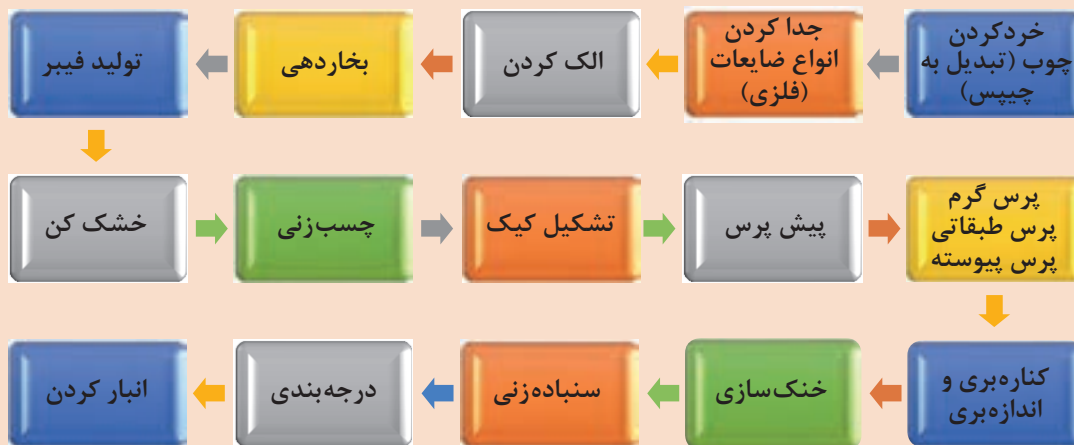 خردکردن
چوب (تبدیل به
چیپس)
جدا کردن
انواع ضایعات
(فلزی)
الک کردن
بخاردهی
تولید فیبر
خشک کن
چسب‌زنی
تشکیل کیک
پیش پرس
پرس گرم
پرس طبقاتی
پرس پیوسته
کناره‌بری و
اندازه‌بری
خنک‌سازی
سنباده‌زنی
درجه‌بندی
انبار کردن